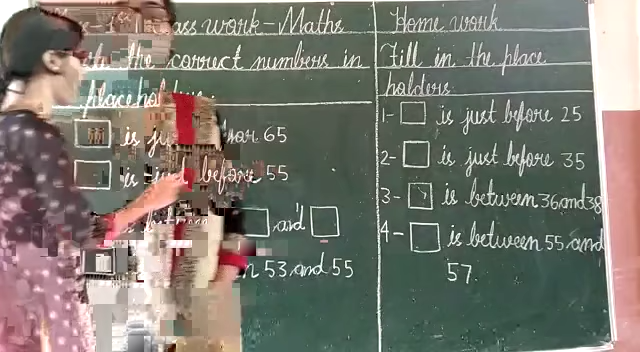 Class work-Maths
the correct numbers in
place holders.
is just 65
is just before 55
and
53 and 55
Home work
Fill in the place
holders.
1- is just before 25
2- is just before 35
3- is between 36 and 38
4- is between 55 and
57.